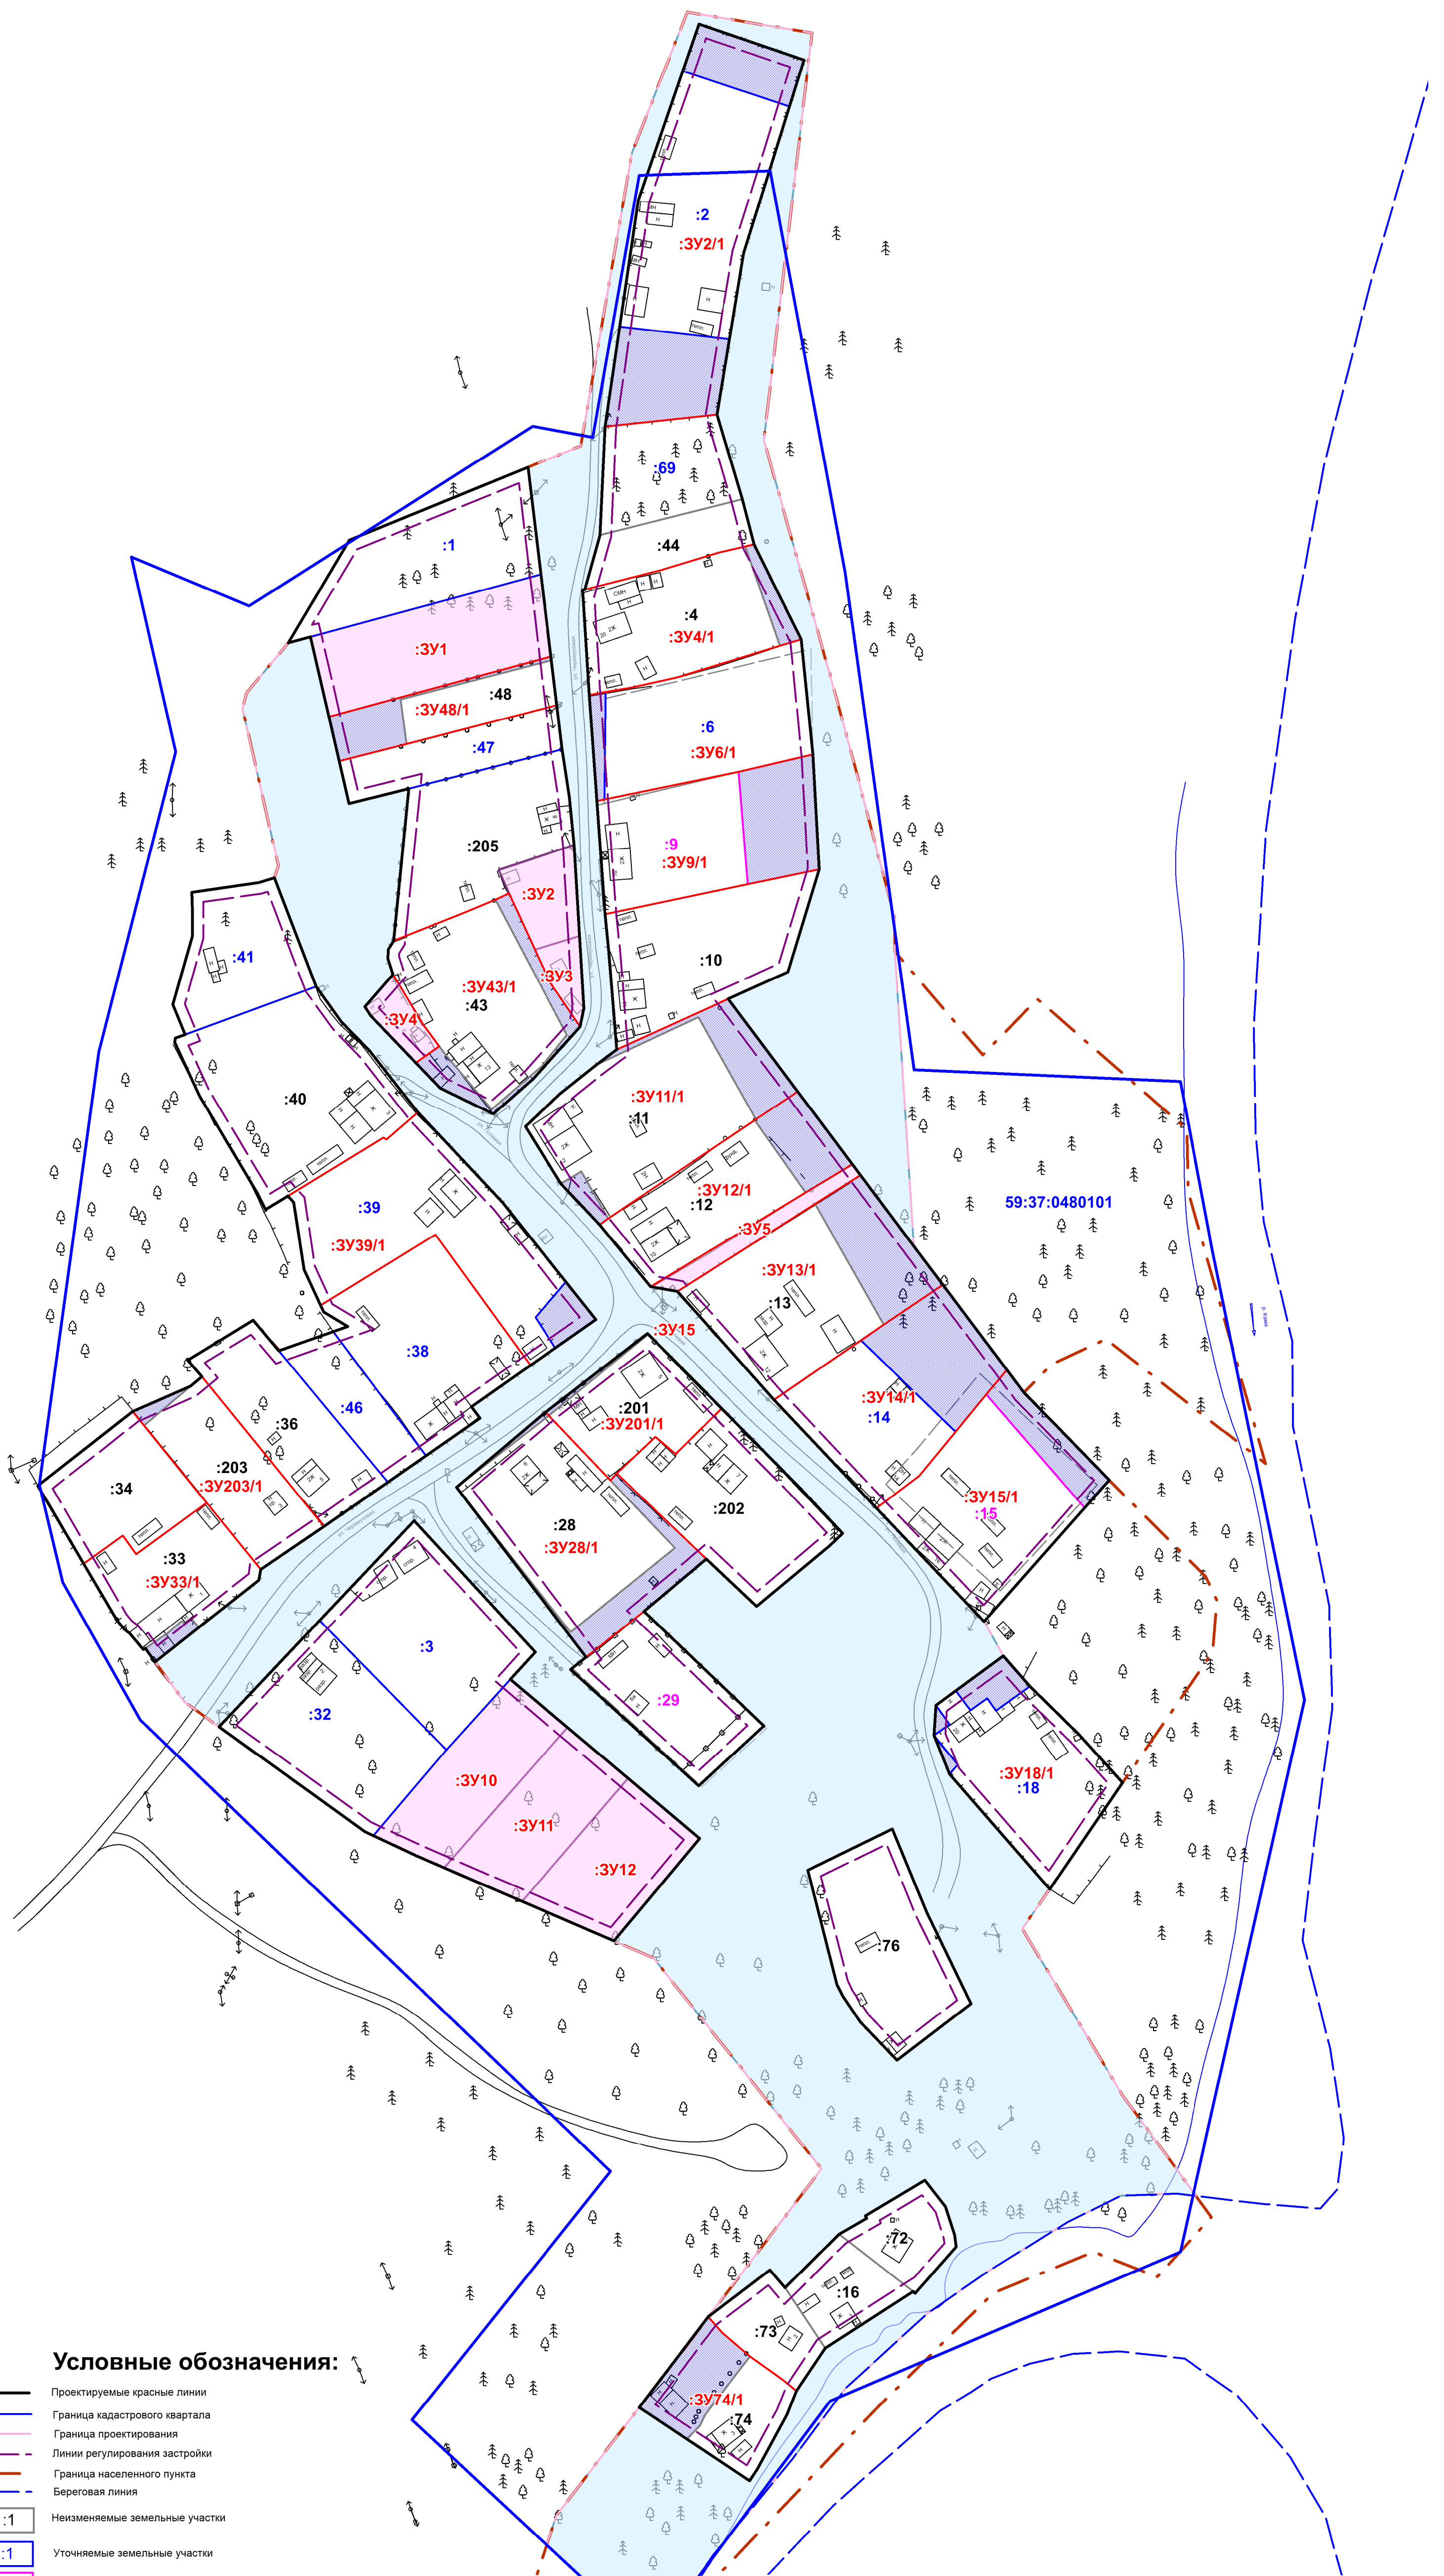 :2
:ЗУ2/1
:69
:44
:1
:4
:ЗУ4/1
:ЗУ1
:48
:ЗУ48/1
:47
:6
:ЗУ6/1
:205
:9
:ЗУ9/1
:ЗУ2
:41
:10
:ЗУ3
:ЗУ43/1
:43
:ЗУ4
:40
:ЗУ11/1
:11
:ЗУ12/1
:12
59:37:0480101
:39
:ЗУ5
:ЗУ39/1
:ЗУ13/1
:13
р. Кама
:ЗУ15
:38
:ЗУ14/1
:14
:46
:201
:ЗУ201/1
:36
:203
:ЗУ203/1
:34
:202
:ЗУ15/1
:15
:28
:ЗУ28/1
:33
:ЗУ33/1
:3
:29
:32
:ЗУ18/1
:18
:ЗУ10
:ЗУ11
:ЗУ12
:76
:72
:16
:73
:ЗУ74/1
:74
Условные обозначения:
Проектируемые красные линии
Граница кадастрового квартала
Граница проектирования
Линии регулирования застройки
Граница населенного пункта
Береговая линия
:1 Неизменяемые земельные участки
:1 Уточняемые земельные участки